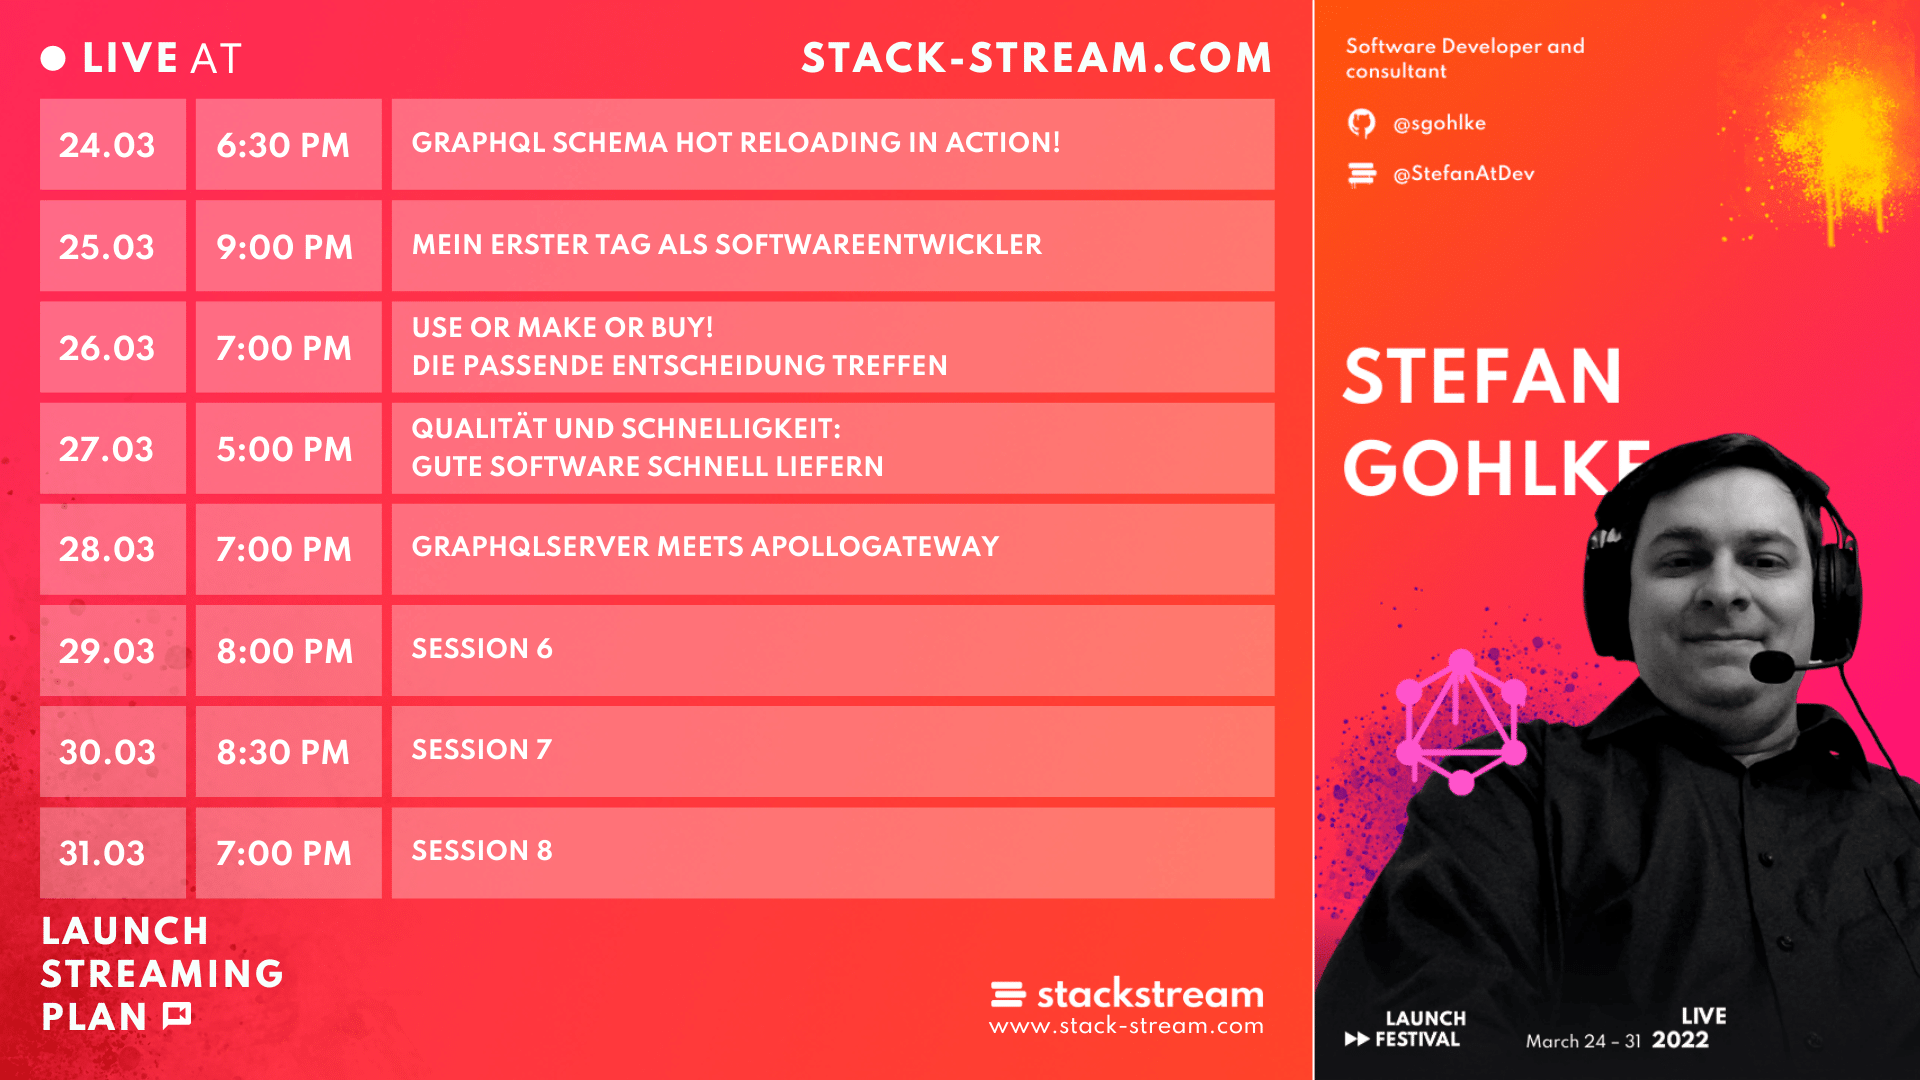 LIVE AT
STACK-STREAM.COM
24.03 6:30 PM GRAPHQL SCHEMA HOT RELOADING IN ACTION!
25.03 9:00 PM MEIN ERSTER TAG ALS SOFTWAREENTWICKLER
26.03 7:00 PM USE OR MAKE OR BUY!
DIE PASSENDE ENTSCHEIDUNG TREFFEN
27.03 5:00 PM QUALITÄT UND SCHNELLIGKEIT:
GUTE SOFTWARE SCHNELL LIEFERN
28.03 7:00 PM GRAPHQLSERVER MEETS APOLLOGATEWAY
29.03 8:00 PM SESSION 6
30.03 8:30 PM SESSION 7
31.03 7:00 PM SESSION 8
LAUNCH
STREAMING
PLAN
stackstream
www.stack-stream.com
Software Developer and
consultant
@sgohlke
@StefanAtDev
STEFAN
GOHLKE
LAUNCH
FESTIVAL
March 24 – 31
LIVE
2022